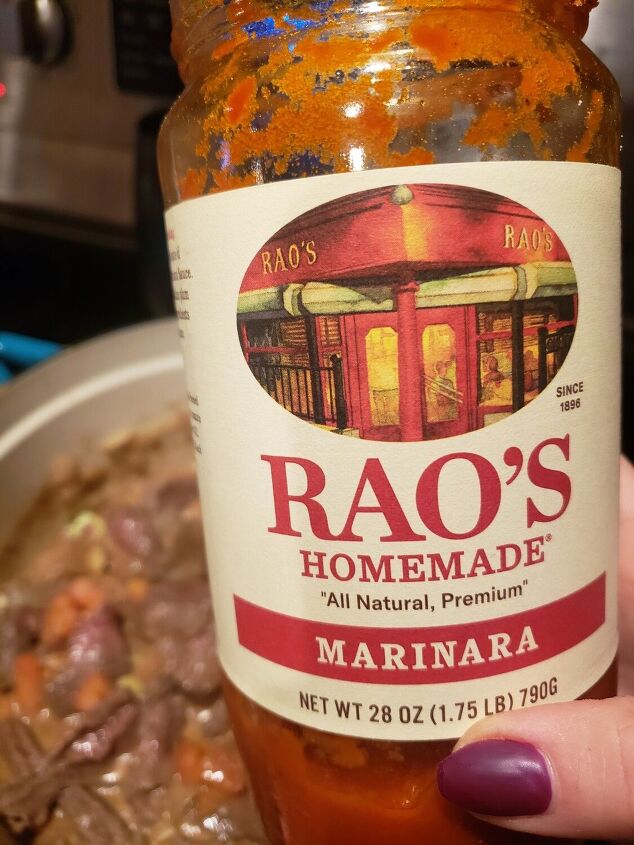 RAO'S
RAO'S
SINCE
1896
RAO'S
HOMEMADE®
"All Natural, Premium"
MARINARA
NET WT 28 OZ (1.75 LB) 790G